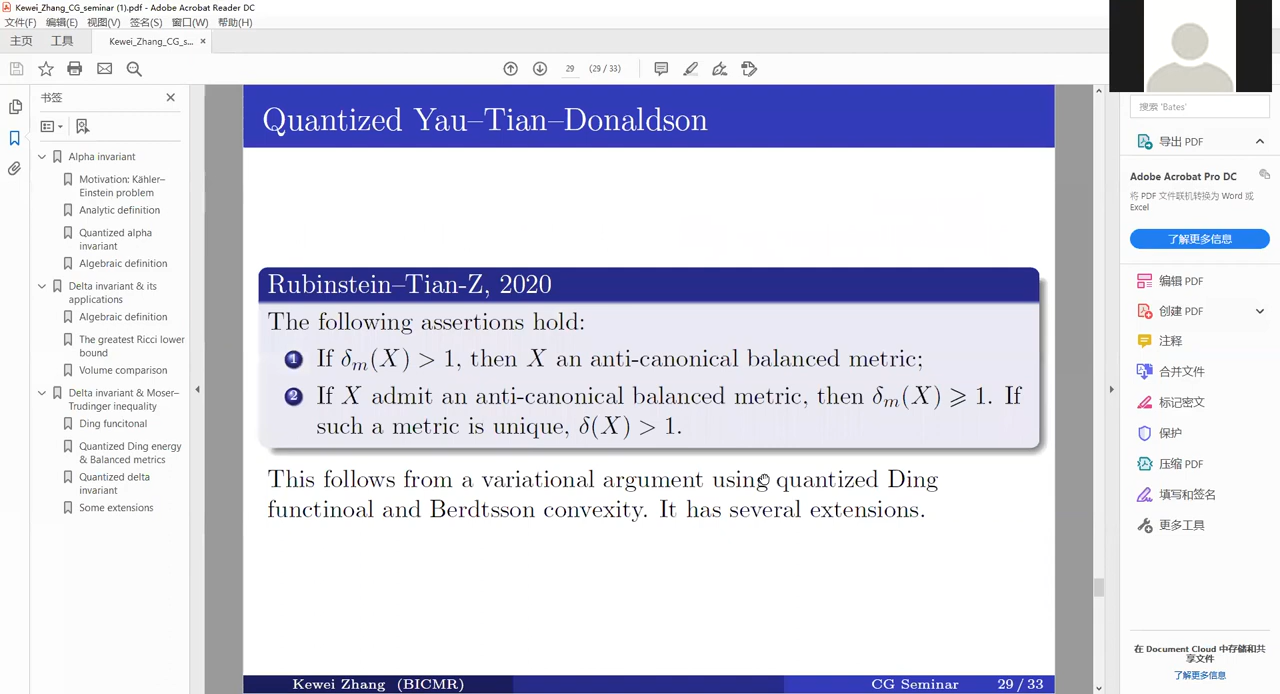 Kewei_Zhang_CG_seminar (1).pdf - Adobe Acrobat Reader DC
文件(F) 编辑(E) 视图(V) 签名(S) 窗口(W) 帮助(H)
主页 工具 Kewei_Zhang_CG_s... ×
29 (29 / 33)
书签
Alpha invariant
Motivation: Kähler–
Einstein problem
Analytic definition
Quantized alpha
invariant
Algebraic definition
Delta invariant & its
applications
Algebraic definition
The greatest Ricci lower
bound
Volume comparison
Delta invariant & Moser–
Trudinger inequality
Ding funcitonal
Quantized Ding energy
& Balanced metrics
Quantized delta
invariant
Some extensions
Quantized Yau–Tian–Donaldson
Rubinstein–Tian-Z, 2020
The following assertions hold:
1 If δₘ(X) > 1, then X an anti-canonical balanced metric;
2 If X admit an anti-canonical balanced metric, then δₘ(X) ⩾ 1. If
such a metric is unique, δ(X) > 1.
This follows from a variational argument using quantized Ding
functinoal and Berdtsson convexity. It has several extensions.
Kewei Zhang (BICMR) CG Seminar 29 / 33
搜索 'Bates'
导出 PDF
Adobe Acrobat Pro DC
将 PDF 文件联机转换为 Word 或
Excel
了解更多信息
编辑 PDF
创建 PDF
注释
合并文件
标记密文
保护
压缩 PDF
填写和签名
更多工具
在 Document Cloud 中存储和共
享文件
了解更多信息